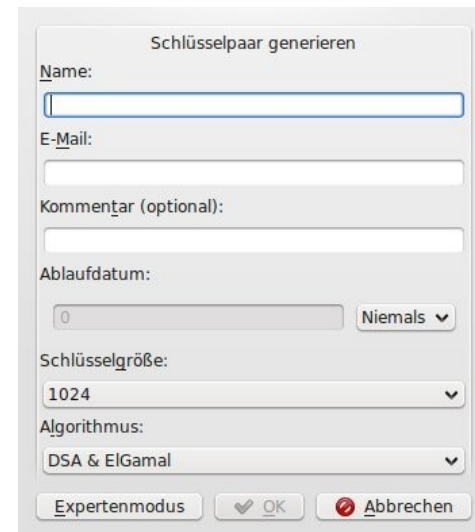 Schlüsselpaar generieren
Name:
E-Mail:
Kommentar (optional):
Ablaufdatum:
0 Niemals
Schlüsselgröße:
1024
Algorithmus:
DSA & ElGamal
Expertenmodus OK Abbrechen